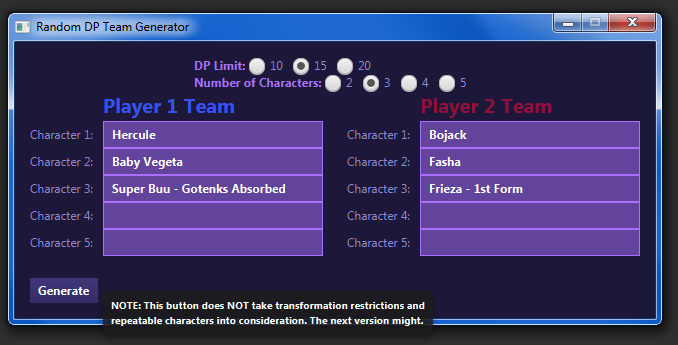 Random DP Team Generator
DP Limit: 10 15 20
Number of Characters: 2 3 4 5
Player 1 Team Player 2 Team
Character 1: Hercule Character 1: Bojack
Character 2: Baby Vegeta Character 2: Fasha
Character 3: Super Buu - Gotenks Absorbed Character 3: Frieza - 1st Form
Character 4: Character 4:
Character 5: Character 5:
Generate
NOTE: This button does NOT take transformation restrictions and
repeatable characters into consideration. The next version might.